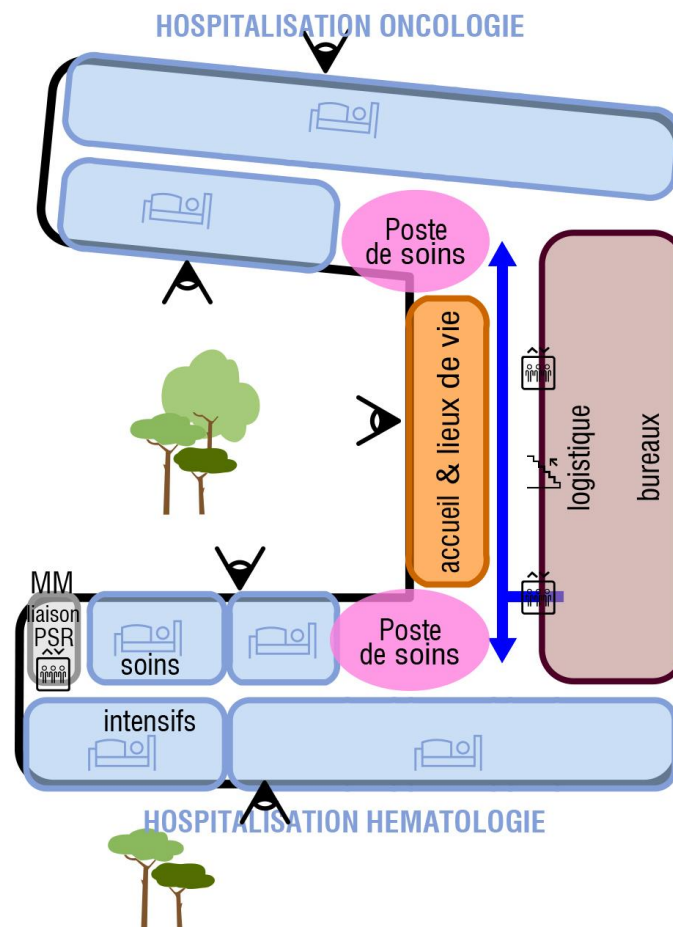 HOSPITALISATION ONCOLOGIE
Poste
de soins
accueil & lieux de vie
logistique
bureaux
MM
liaison
PSR
soins
intensifs
Poste
de soins
HOSPITALISATION HEMATOLOGIE